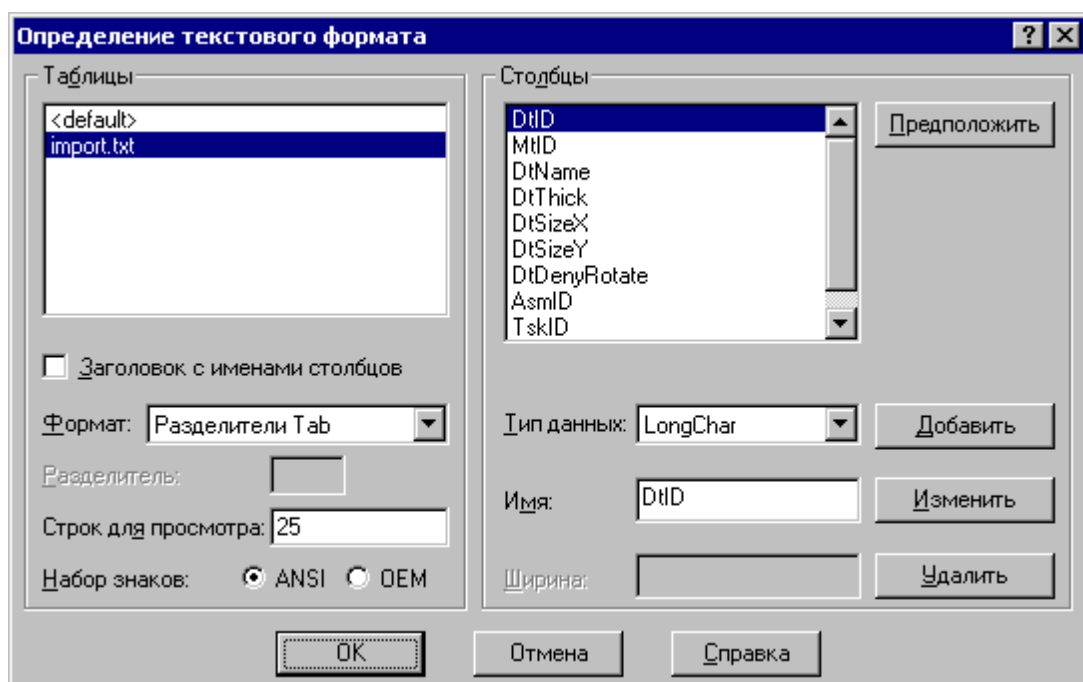 Определение текстового формата
Таблицы
<default>
import.txt
Заголовок с именами столбцов
Формат: Разделители Tab
Разделитель:
Строк для просмотра: 25
Набор знаков: ANSI OEM
Столбцы
DtID
MtlID
DtName
DtThick
DtSizeX
DtSizeY
DtDenyRotate
AsmID
TskID
Предположить
Тип данных: LongChar
Добавить
Имя: DtID
Изменить
Ширина:
Удалить
OK
Отмена
Справка